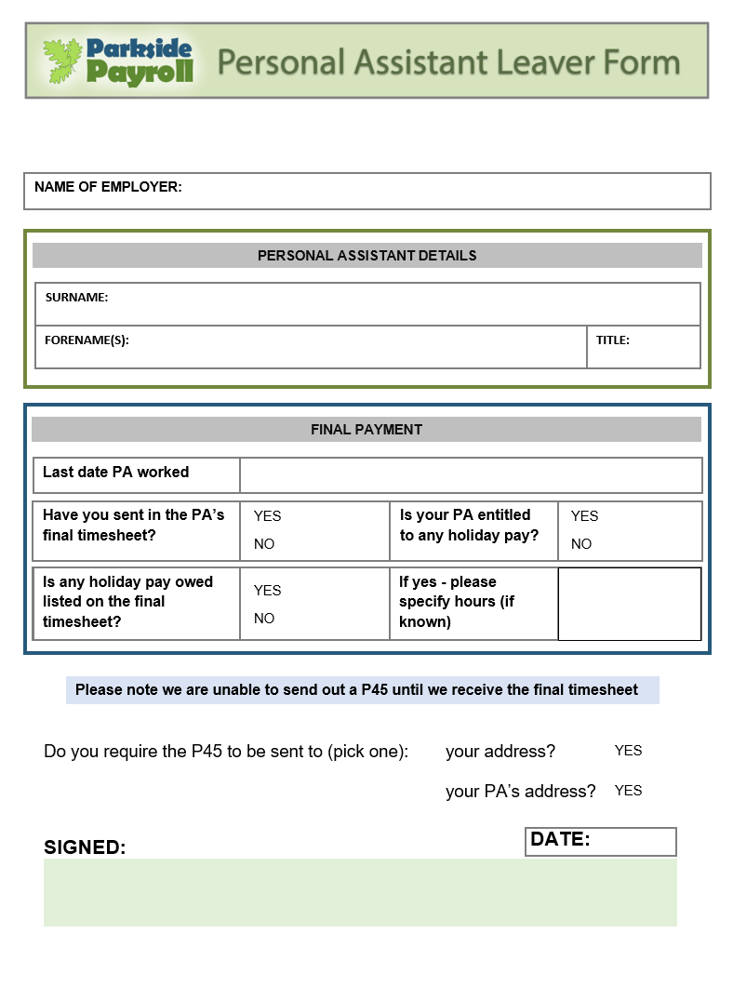 Parkside
Payroll
Personal Assistant Leaver Form
NAME OF EMPLOYER:
PERSONAL ASSISTANT DETAILS
SURNAME:
FORENAME(S):
TITLE:
FINAL PAYMENT
Last date PA worked
Have you sent in the PA’s
final timesheet?
YES
NO
Is your PA entitled
to any holiday pay?
YES
NO
Is any holiday pay owed
listed on the final
timesheet?
YES
NO
If yes - please
specify hours (if
known)
Please note we are unable to send out a P45 until we receive the final timesheet
Do you require the P45 to be sent to (pick one):
your address?
YES
your PA’s address?
YES
SIGNED:
DATE: